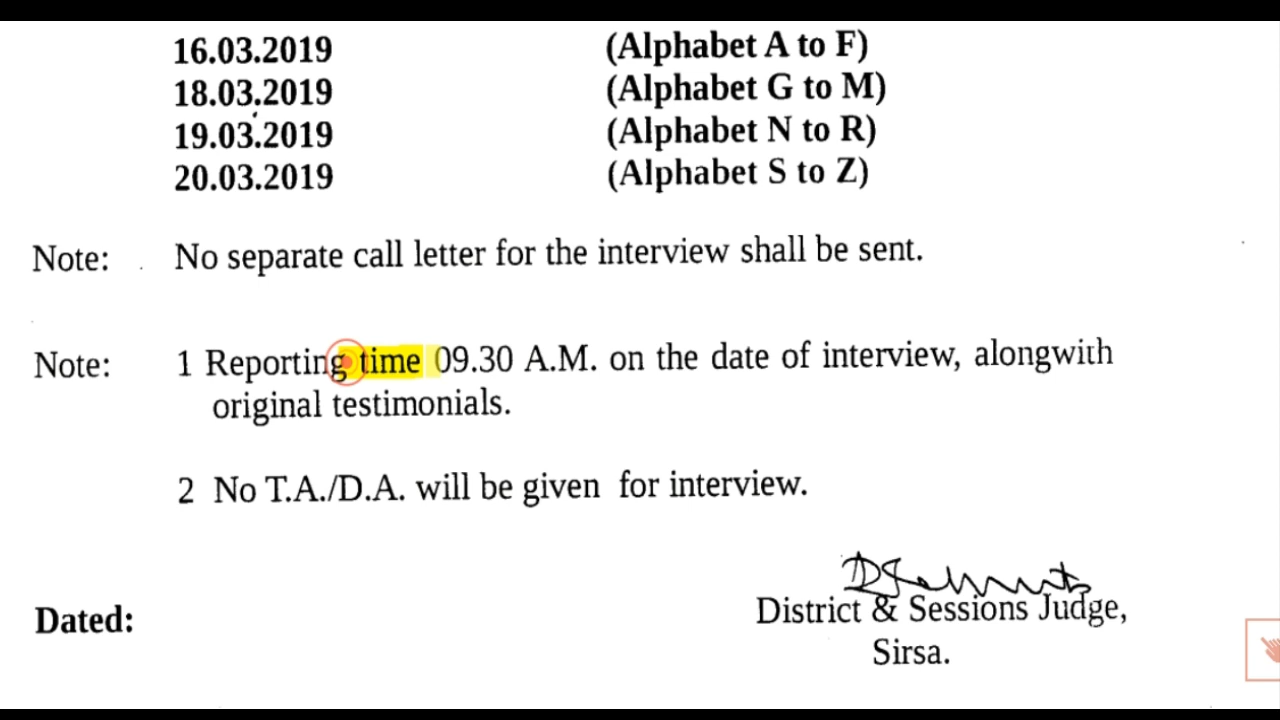 16.03.2019 (Alphabet A to F)
18.03.2019 (Alphabet G to M)
19.03.2019 (Alphabet N to R)
20.03.2019 (Alphabet S to Z)
Note: No separate call letter for the interview shall be sent.
Note: 1 Reporting time 09.30 A.M. on the date of interview, alongwith
original testimonials.
2 No T.A./D.A. will be given for interview.
District & Sessions Judge,
Dated:
Sirsa.